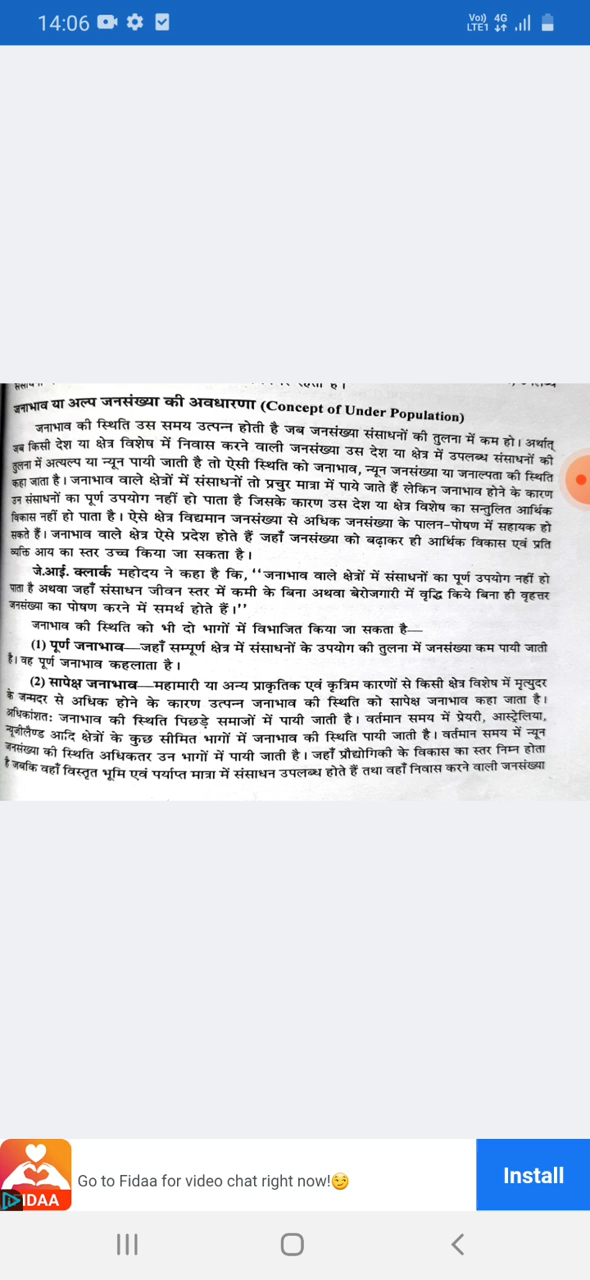 14:06
Vo)) 4G
LTE1
जनाभाव या अल्प जनसंख्या की अवधारणा (Concept of Under Population)
जनाभाव की स्थिति उस समय उत्पन्न होती है जब जनसंख्या संसाधनों की तुलना में कम हो। अर्थात्
जब किसी देश या क्षेत्र विशेष में निवास करने वाली जनसंख्या उस देश या क्षेत्र में उपलब्ध संसाधनों की
तुलना में अत्यल्प या न्यून पायी जाती है तो ऐसी स्थिति को जनाभाव, न्यून जनसंख्या या जनाल्पता की स्थिति
कहा जाता है। जनाभाव वाले क्षेत्रों में संसाधनों तो प्रचुर मात्रा में पाये जाते हैं लेकिन जनाभाव होने के कारण
उन संसाधनों का पूर्ण उपयोग नहीं हो पाता है जिसके कारण उस देश या क्षेत्र विशेष का सन्तुलित आर्थिक
विकास नहीं हो पाता है। ऐसे क्षेत्र विद्यमान जनसंख्या से अधिक जनसंख्या के पालन-पोषण में सहायक हो
सकते हैं। जनाभाव वाले क्षेत्र ऐसे प्रदेश होते हैं जहाँ जनसंख्या को बढ़ाकर ही आर्थिक विकास एवं प्रति
व्यक्ति आय का स्तर उच्च किया जा सकता है।
जे.आई. क्लार्क महोदय ने कहा है कि, ‘‘जनाभाव वाले क्षेत्रों में संसाधनों का पूर्ण उपयोग नहीं हो
पाता है अथवा जहाँ संसाधन जीवन स्तर में कमी के बिना अथवा बेरोजगारी में वृद्धि किये बिना ही वृहत्तर
जनसंख्या का पोषण करने में समर्थ होते हैं।’’
जनाभाव की स्थिति को भी दो भागों में विभाजित किया जा सकता है—
(1) पूर्ण जनाभाव—जहाँ सम्पूर्ण क्षेत्र में संसाधनों के उपयोग की तुलना में जनसंख्या कम पायी जाती
है। वह पूर्ण जनाभाव कहलाता है।
(2) सापेक्ष जनाभाव—महामारी या अन्य प्राकृतिक एवं कृत्रिम कारणों से किसी क्षेत्र विशेष में मृत्युदर
के जन्मदर से अधिक होने के कारण उत्पन्न जनाभाव की स्थिति को सापेक्ष जनाभाव कहा जाता है।
अधिकांशतः जनाभाव की स्थिति पिछड़े समाजों में पायी जाती है। वर्तमान समय में प्रेयरी, आस्ट्रेलिया,
न्यूजीलैण्ड आदि क्षेत्रों के कुछ सीमित भागों में जनाभाव की स्थिति पायी जाती है। वर्तमान समय में न्यून
जनसंख्या की स्थिति अधिकतर उन भागों में पायी जाती है। जहाँ प्रौद्योगिकी के विकास का स्तर निम्न होता
है जबकि वहाँ विस्तृत भूमि एवं पर्याप्त मात्रा में संसाधन उपलब्ध होते हैं तथा वहाँ निवास करने वाली जनसंख्या
IDAA
Go to Fidaa for video chat right now!😏
Install